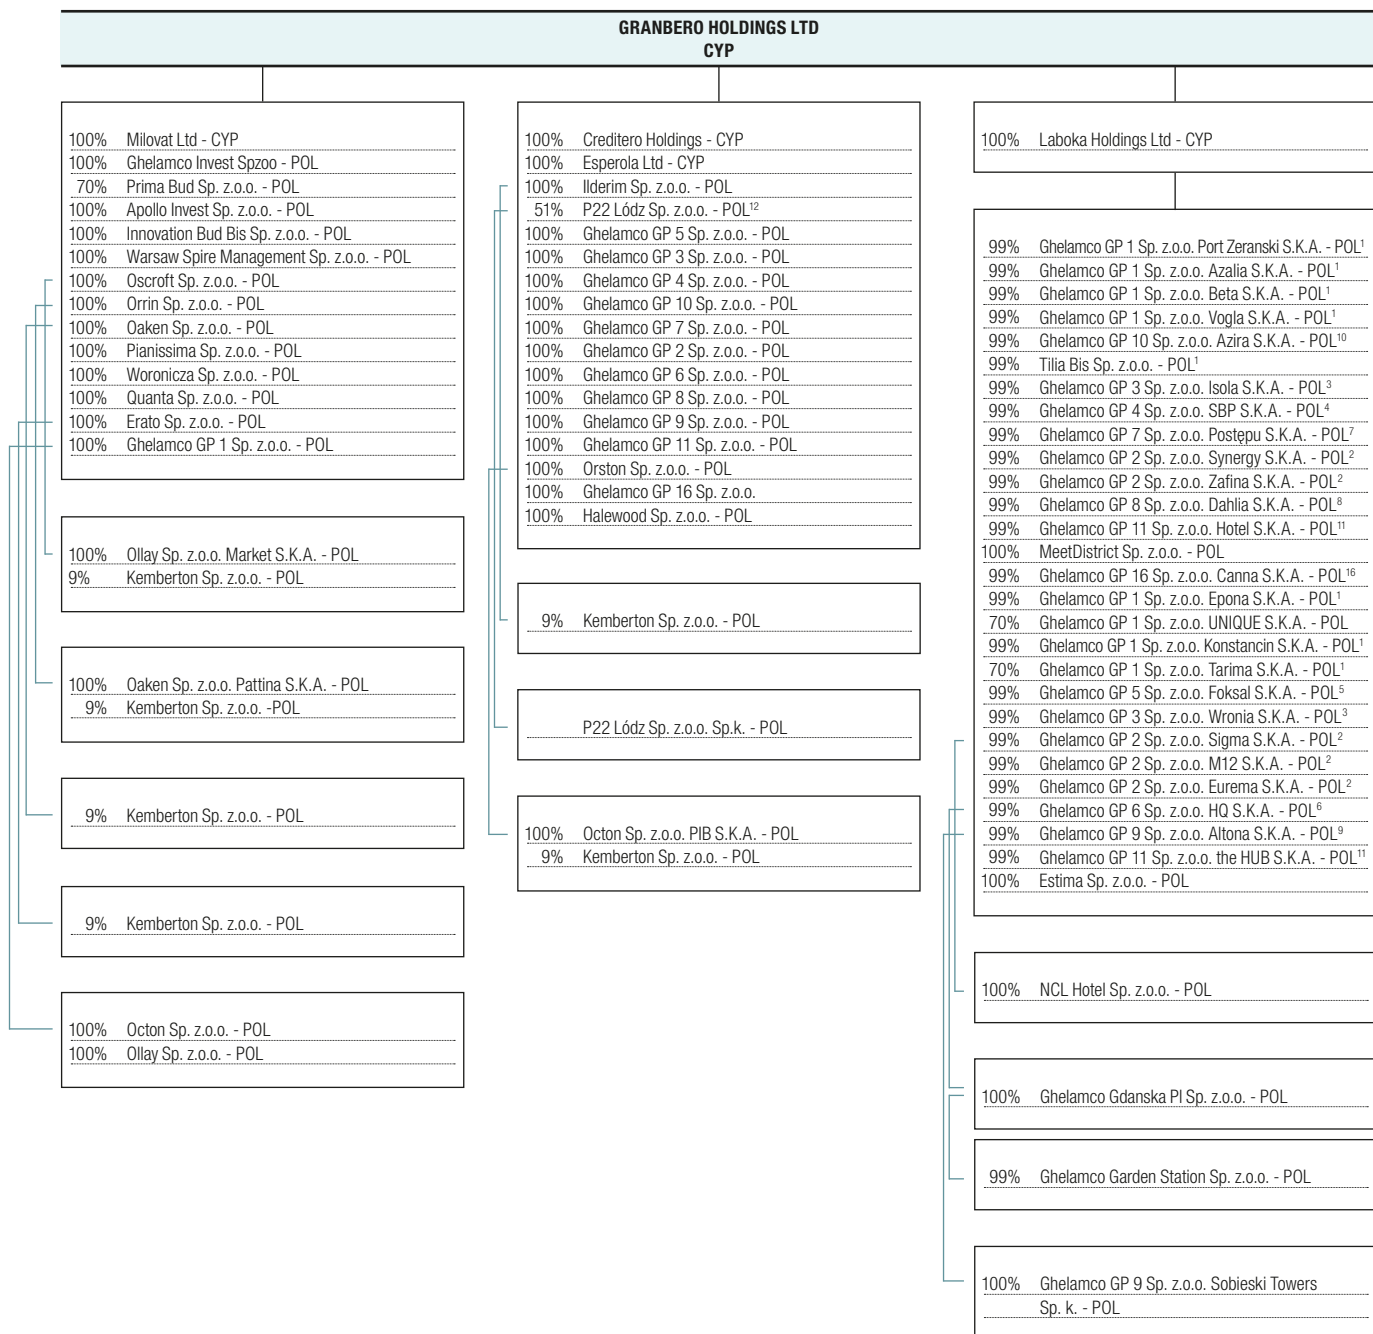 GRANBERO HOLDINGS LTD
CYP
100% Milovat Ltd - CYP
100% Ghelamco Invest Spzoo - POL
70% Prima Bud Sp. z.o.o. - POL
100% Apollo Invest Sp. z.o.o. - POL
100% Innovation Bud Bis Sp. z.o.o. - POL
100% Warsaw Spire Management Sp. z.o.o. - POL
100% Oscroft Sp. z.o.o. - POL
100% Orrin Sp. z.o.o. - POL
100% Oaken Sp. z.o.o. - POL
100% Pianissima Sp. z.o.o. - POL
100% Woronicza Sp. z.o.o. - POL
100% Quanta Sp. z.o.o. - POL
100% Erato Sp. z.o.o. - POL
100% Ghelamco GP 1 Sp. z.o.o. - POL
100% Ollay Sp. z.o.o. Market S.K.A. - POL
9% Kemberton Sp. z.o.o. - POL
100% Oaken Sp. z.o.o. Pattina S.K.A. - POL
9% Kemberton Sp. z.o.o. -POL
9% Kemberton Sp. z.o.o. - POL
9% Kemberton Sp. z.o.o. - POL
100% Octon Sp. z.o.o. - POL
100% Ollay Sp. z.o.o. - POL
100% Creditero Holdings - CYP
100% Esperola Ltd - CYP
100% Ilderim Sp. z.o.o. - POL
51% P22 Lódz Sp. z.o.o. - POL¹²
100% Ghelamco GP 5 Sp. z.o.o. - POL
100% Ghelamco GP 3 Sp. z.o.o. - POL
100% Ghelamco GP 4 Sp. z.o.o. - POL
100% Ghelamco GP 10 Sp. z.o.o. - POL
100% Ghelamco GP 7 Sp. z.o.o. - POL
100% Ghelamco GP 2 Sp. z.o.o. - POL
100% Ghelamco GP 6 Sp. z.o.o. - POL
100% Ghelamco GP 8 Sp. z.o.o. - POL
100% Ghelamco GP 9 Sp. z.o.o. - POL
100% Ghelamco GP 11 Sp. z.o.o. - POL
100% Orston Sp. z.o.o. - POL
100% Ghelamco GP 16 Sp. z.o.o.
100% Halewood Sp. z.o.o. - POL
9% Kemberton Sp. z.o.o. - POL
P22 Lódz Sp. z.o.o. Sp.k. - POL
100% Octon Sp. z.o.o. PIB S.K.A. - POL
9% Kemberton Sp. z.o.o. - POL
100% Laboka Holdings Ltd - CYP
99% Ghelamco GP 1 Sp. z.o.o. Port Zeranski S.K.A. - POL¹
99% Ghelamco GP 1 Sp. z.o.o. Azalia S.K.A. - POL¹
99% Ghelamco GP 1 Sp. z.o.o. Beta S.K.A. - POL¹
99% Ghelamco GP 1 Sp. z.o.o. Vogla S.K.A. - POL¹
99% Ghelamco GP 10 Sp. z.o.o. Azira S.K.A. - POL¹⁰
99% Tilia Bis Sp. z.o.o. - POL¹
99% Ghelamco GP 3 Sp. z.o.o. Isola S.K.A. - POL³
99% Ghelamco GP 4 Sp. z.o.o. SBP S.K.A. - POL⁴
99% Ghelamco GP 7 Sp. z.o.o. Postępu S.K.A. - POL⁷
99% Ghelamco GP 2 Sp. z.o.o. Synergy S.K.A. - POL²
99% Ghelamco GP 2 Sp. z.o.o. Zafina S.K.A. - POL²
99% Ghelamco GP 8 Sp. z.o.o. Dahlia S.K.A. - POL⁸
99% Ghelamco GP 11 Sp. z.o.o. Hotel S.K.A. - POL¹¹
100% MeetDistrict Sp. z.o.o. - POL
99% Ghelamco GP 16 Sp. z.o.o. Canna S.K.A. - POL¹⁶
99% Ghelamco GP 1 Sp. z.o.o. Epona S.K.A. - POL¹
70% Ghelamco GP 1 Sp. z.o.o. UNIQUE S.K.A. - POL
99% Ghelamco GP 1 Sp. z.o.o. Konstancin S.K.A. - POL¹
70% Ghelamco GP 1 Sp. z.o.o. Tarima S.K.A. - POL¹
99% Ghelamco GP 5 Sp. z.o.o. Foksal S.K.A. - POL⁵
99% Ghelamco GP 3 Sp. z.o.o. Wronia S.K.A. - POL³
99% Ghelamco GP 2 Sp. z.o.o. Sigma S.K.A. - POL²
99% Ghelamco GP 2 Sp. z.o.o. M12 S.K.A. - POL²
99% Ghelamco GP 2 Sp. z.o.o. Eurema S.K.A. - POL²
99% Ghelamco GP 6 Sp. z.o.o. HQ S.K.A. - POL⁶
99% Ghelamco GP 9 Sp. z.o.o. Altona S.K.A. - POL⁹
99% Ghelamco GP 11 Sp. z.o.o. the HUB S.K.A. - POL¹¹
100% Estima Sp. z.o.o. - POL
100% NCL Hotel Sp. z.o.o. - POL
100% Ghelamco Gdanska PI Sp. z.o.o. - POL
99% Ghelamco Garden Station Sp. z.o.o. - POL
100% Ghelamco GP 9 Sp. z.o.o. Sobieski Towers
Sp. k. - POL